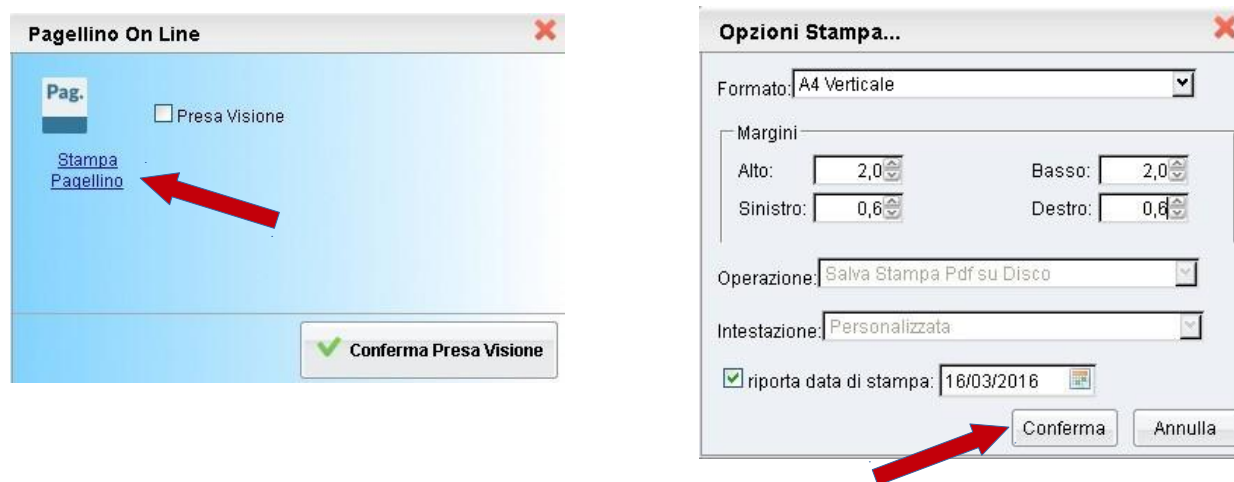 Pagellino On Line
Pag.
Presa Visione
Stampa
Pagellino
Conferma Presa Visione
Opzioni Stampa...
Formato: A4 Verticale
Margini
Alto: 2,0 Basso: 2,0
Sinistro: 0,6 Destro: 0,6
Operazione: Salva Stampa Pdf su Disco
Intestazione: Personalizzata
riporta data di stampa: 16/03/2016
Conferma Annulla